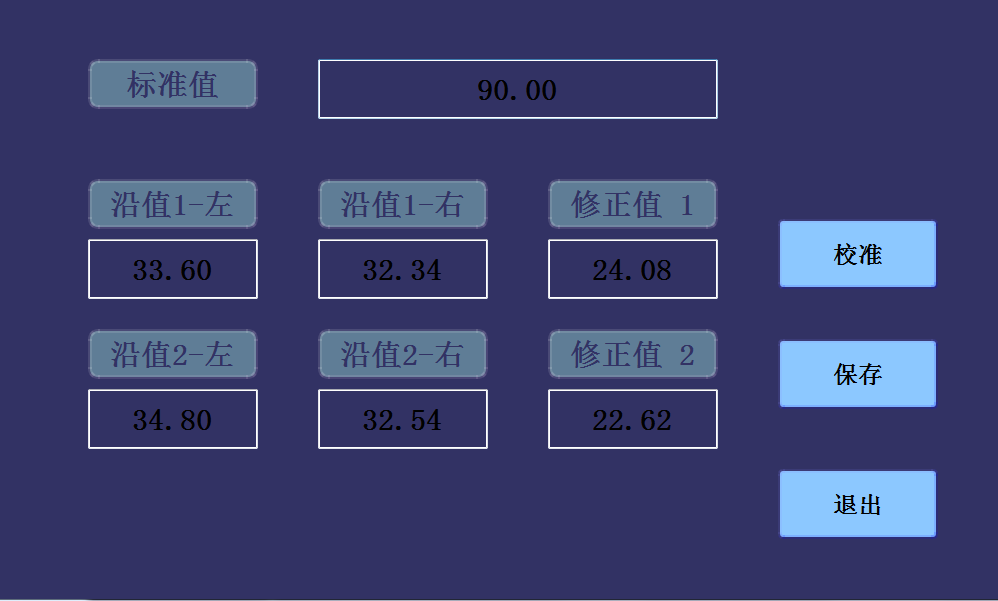 标准值 90.00
沿值1-左 沿值1-右 修正值 1
33.60 32.34 24.08
校准
沿值2-左 沿值2-右 修正值 2
34.80 32.54 22.62
保存
退出